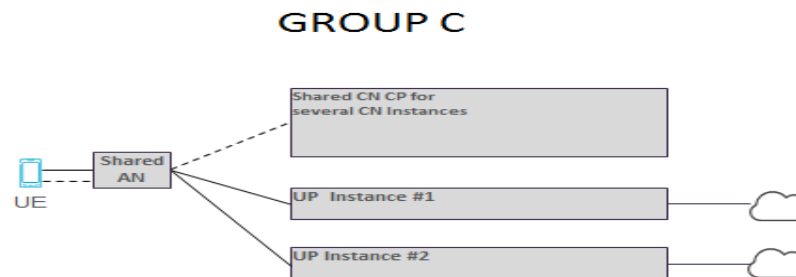 GROUP C
Shared CN CP for
several CN Instances
Shared
AN
UE
UP Instance #1
UP Instance #2